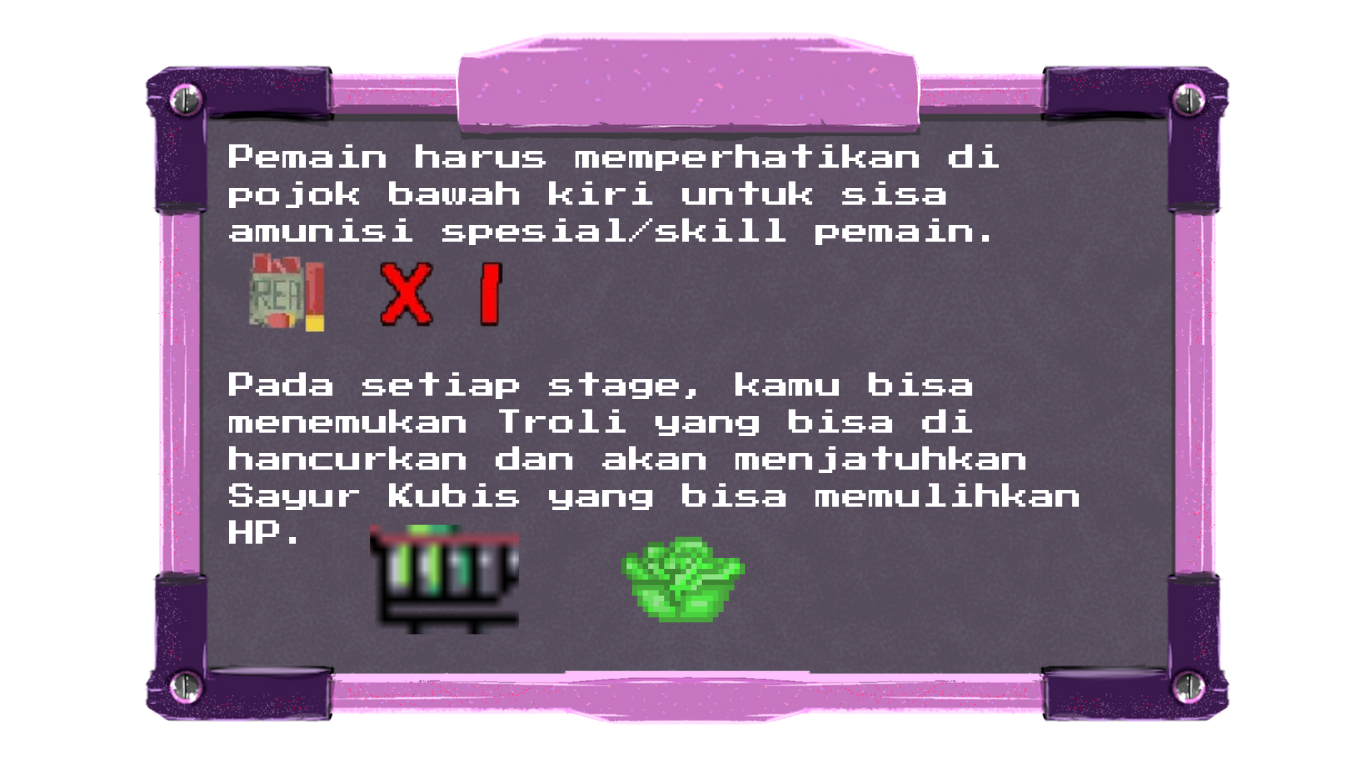 Pemain harus memperhatikan di
pojok bawah kiri untuk sisa
amunisi spesial/skill pemain.
REA X 1
Pada setiap stage, kamu bisa
menemukan Troli yang bisa di
hancurkan dan akan menjatuhkan
Sayur Kubis yang bisa memulihkan
HP.